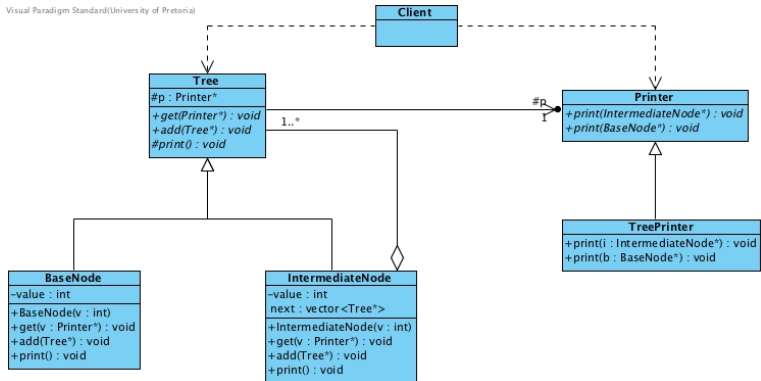 Visual Paradigm Standard(University of Pretoria)
Client
Tree
#p : Printer*
+get(Printer*) : void
+add(Tree*) : void
#print() : void
1..*
#p
1
Printer
+print(IntermediateNode*) : void
+print(BaseNode*) : void
TreePrinter
+print(i : IntermediateNode*) : void
+print(b : BaseNode*) : void
BaseNode
-value : int
+BaseNode(v : int)
+get(v : Printer*) : void
+add(Tree*) : void
+print() : void
IntermediateNode
-value : int
next : vector<Tree*>
+IntermediateNode(v : int)
+get(v : Printer*) : void
+add(Tree*) : void
+print() : void